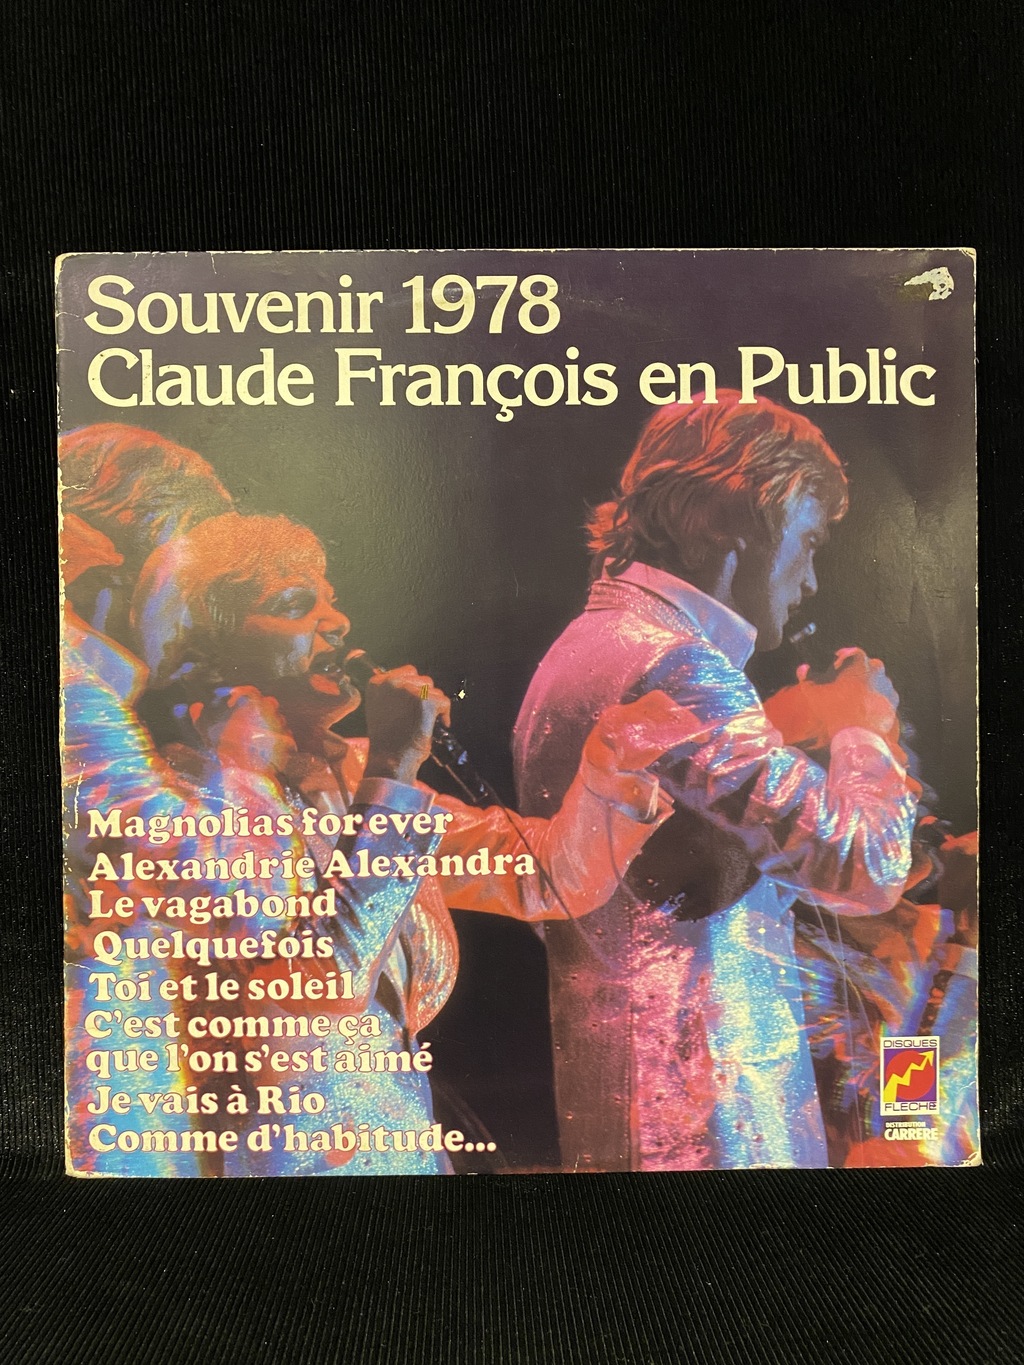 Souvenir 1978
Claude François en Public
Magnolias for ever
Alexandrie Alexandra
Le vagabond
Quelquefois
Toi et le soleil
C'est comme ça
que l'on s'est aimé
Je vais à Rio
Comme d'habitude...
DISQUES
FLECHE
DISTRIBUTION
CARRERE